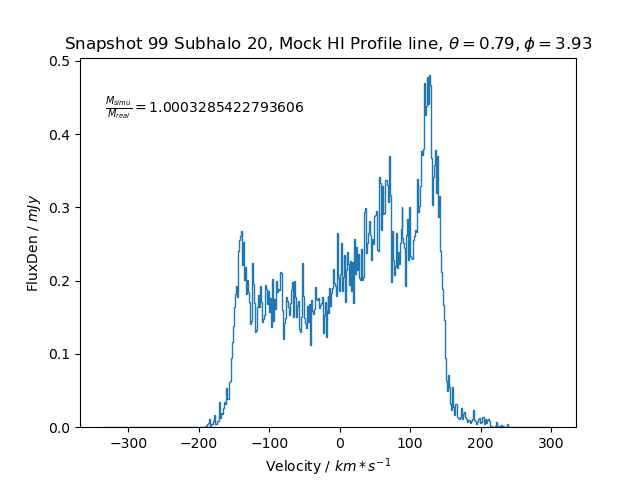 Snapshot 99 Subhalo 20, Mock HI Profile line, θ = 0.79, ϕ = 3.93
M_simu/M_real = 1.0003285422793606
FluxDen / mJy
0.5
0.4
0.3
0.2
0.1
0.0
−300 −200 −100 0 100 200 300
Velocity / km * s⁻¹